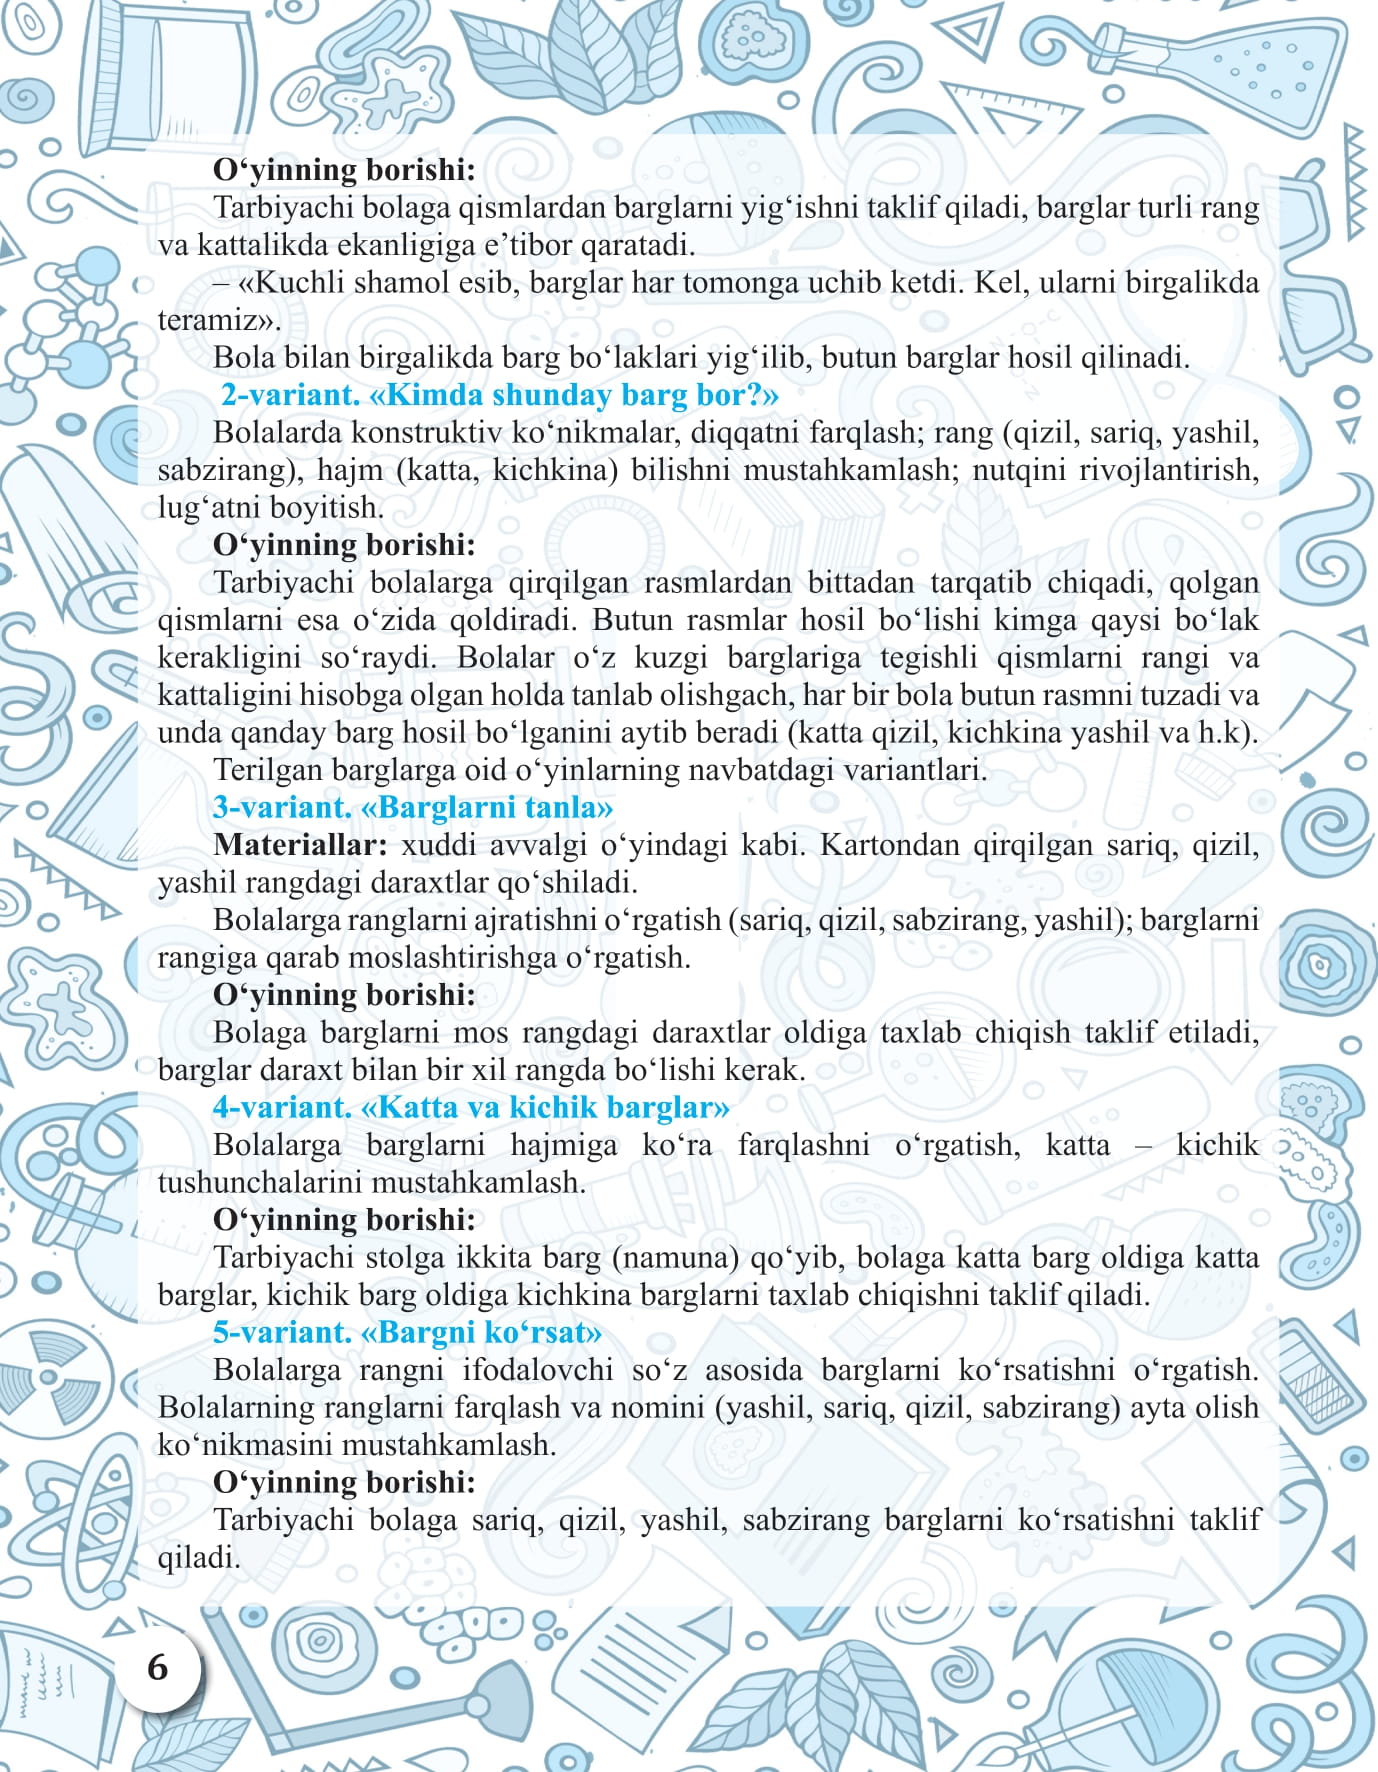 O‘yinning borishi:
Tarbiyachi bolaga qismlardan barglarni yig‘ishni taklif qiladi, barglar turli rang
va kattalikda ekanligiga e’tibor qaratadi.
– «Kuchli shamol esib, barglar har tomonga uchib ketdi. Kel, ularni birgalikda
teramiz».
Bola bilan birgalikda barg bo‘laklari yig‘ilib, butun barglar hosil qilinadi.
2-variant. «Kimda shunday barg bor?»
Bolalarda konstruktiv ko‘nikmalar, diqqatni farqlash; rang (qizil, sariq, yashil,
sabzirang), hajm (katta, kichkina) bilishni mustahkamlash; nutqini rivojlantirish,
lug‘atni boyitish.
O‘yinning borishi:
Tarbiyachi bolalarga qirqilgan rasmlardan bittadan tarqatib chiqadi, qolgan
qismlarni esa o‘zida qoldiradi. Butun rasmlar hosil bo‘lishi kimga qaysi bo‘lak
kerakligini so‘raydi. Bolalar o‘z kuzgi barglariga tegishli qismlarni rangi va
kattaligini hisobga olgan holda tanlab olishgach, har bir bola butun rasmni tuzadi va
unda qanday barg hosil bo‘lganini aytib beradi (katta qizil, kichkina yashil va h.k).
Terilgan barglarga oid o‘yinlarning navbatdagi variantlari.
3-variant. «Barglarni tanla»
Materiallar: xuddi avvalgi o‘yindagi kabi. Kartondan qirqilgan sariq, qizil,
yashil rangdagi daraxtlar qo‘shiladi.
Bolalarga ranglarni ajratishni o‘rgatish (sariq, qizil, sabzirang, yashil); barglarni
rangiga qarab moslashtirishga o‘rgatish.
O‘yinning borishi:
Bolaga barglarni mos rangdagi daraxtlar oldiga taxlab chiqish taklif etiladi,
barglar daraxt bilan bir xil rangda bo‘lishi kerak.
4-variant. «Katta va kichik barglar»
Bolalarga barglarni hajmiga ko‘ra farqlashni o‘rgatish, katta – kichik
tushunchalarini mustahkamlash.
O‘yinning borishi:
Tarbiyachi stolga ikkita barg (namuna) qo‘yib, bolaga katta barg oldiga katta
barglar, kichik barg oldiga kichkina barglarni taxlab chiqishni taklif qiladi.
5-variant. «Bargni ko‘rsat»
Bolalarga rangni ifodalovchi so‘z asosida barglarni ko‘rsatishni o‘rgatish.
Bolalarning ranglarni farqlash va nomini (yashil, sariq, qizil, sabzirang) ayta olish
ko‘nikmasini mustahkamlash.
O‘yinning borishi:
Tarbiyachi bolaga sariq, qizil, yashil, sabzirang barglarni ko‘rsatishni taklif
qiladi.
6